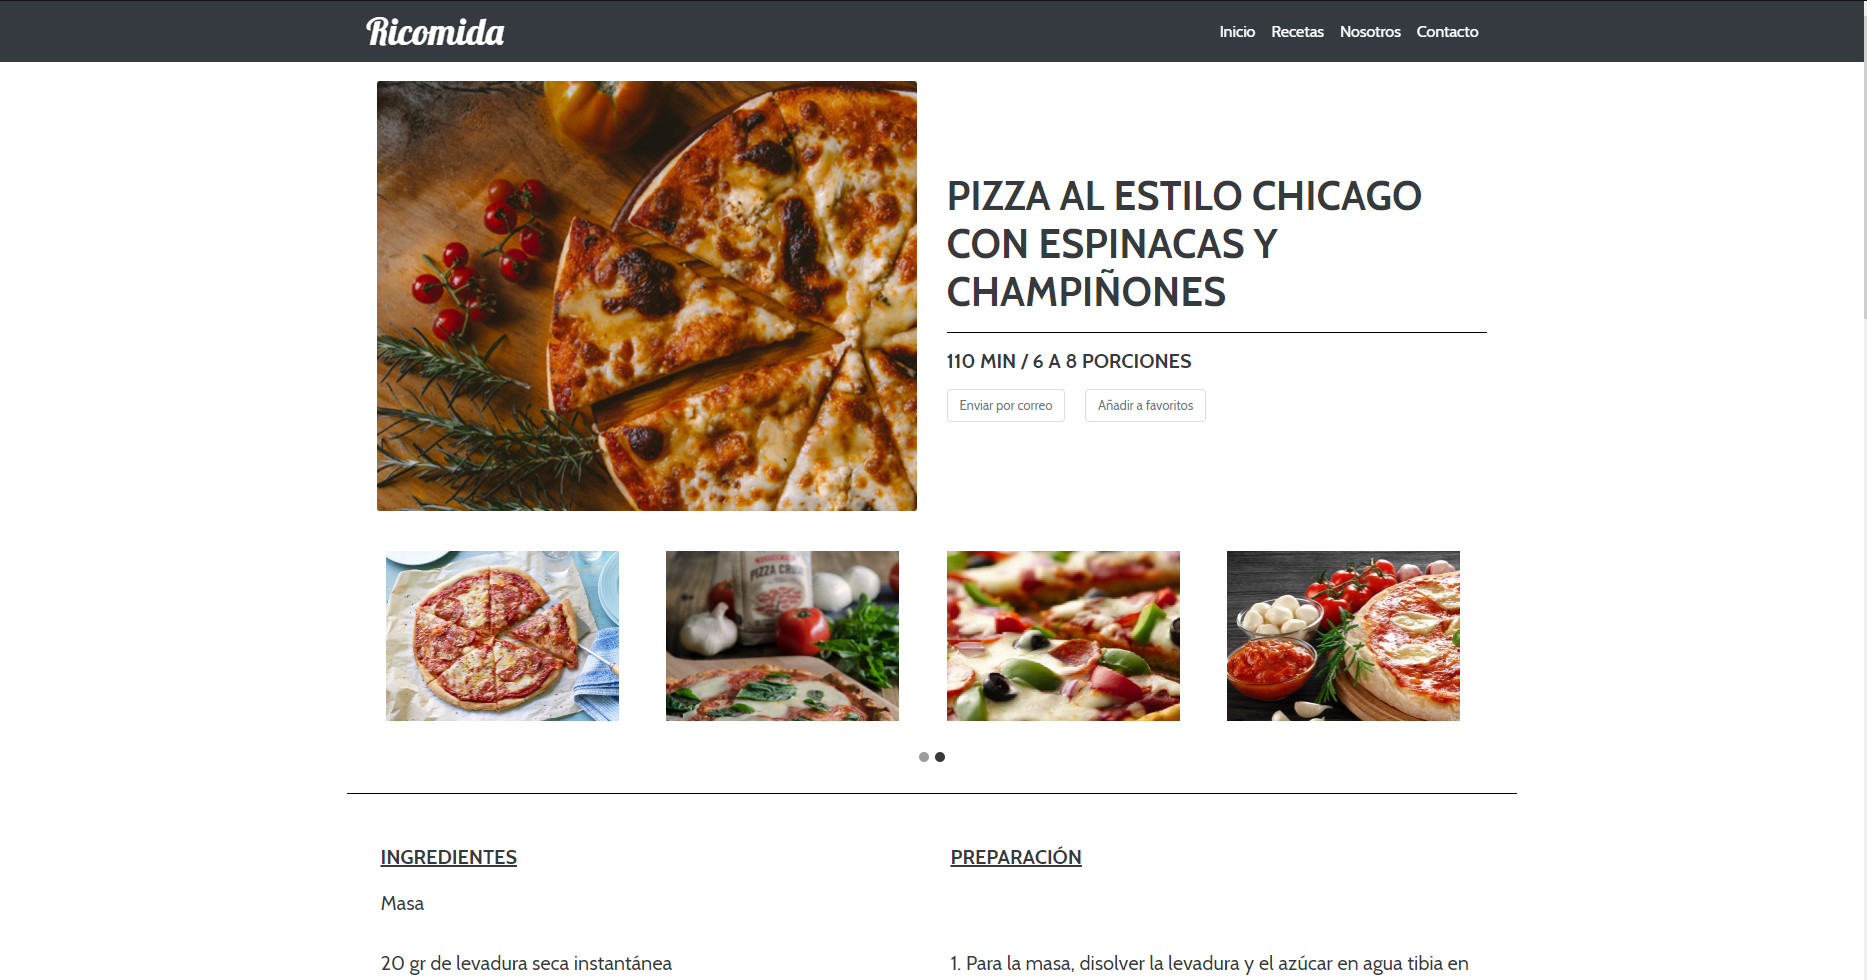 Ricomida
Inicio Recetas Nosotros Contacto
PIZZA AL ESTILO CHICAGO
CON ESPINACAS Y
CHAMPIÑONES
110 MIN / 6 A 8 PORCIONES
Enviar por correo Añadir a favoritos
PIZZA
INGREDIENTES
Masa
20 gr de levadura seca instantánea
PREPARACIÓN
1. Para la masa, disolver la levadura y el azúcar en agua tibia en